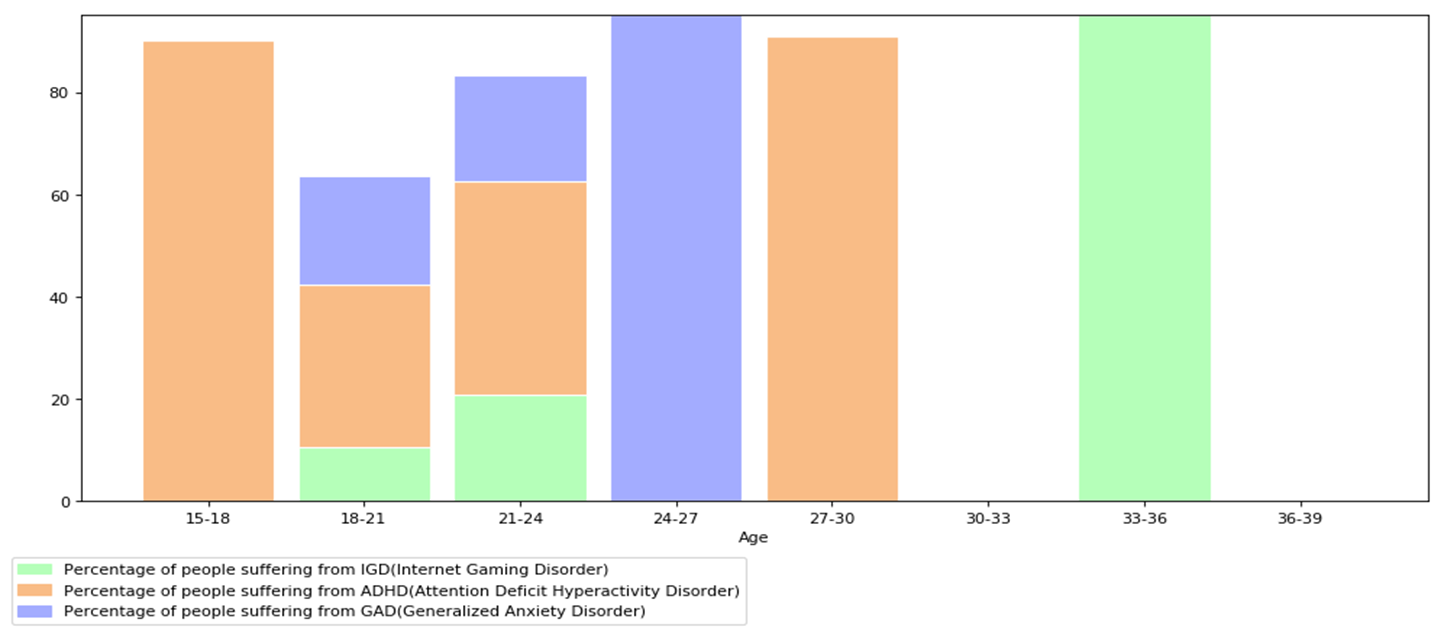 80
60
40
20
0
15-18 18-21 21-24 24-27 27-30 30-33 33-36 36-39
Age
Percentage of people suffering from IGD(Internet Gaming Disorder)
Percentage of people suffering from ADHD(Attention Deficit Hyperactivity Disorder)
Percentage of people suffering from GAD(Generalized Anxiety Disorder)